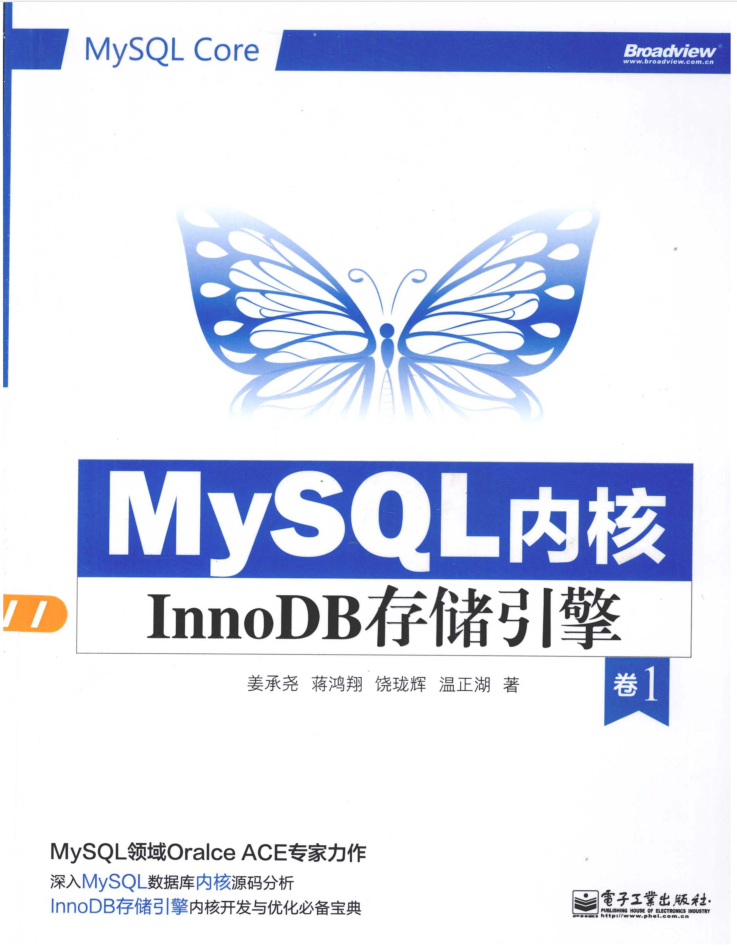 MySQL Core
Broadview®
www.broadview.com.cn
MySQL内核
InnoDB存储引擎
姜承尧 蒋鸿翔 饶珑辉 温正湖 著
卷1
MySQL领域Oralce ACE专家力作
深入MySQL数据库内核源码分析
InnoDB存储引擎内核开发与优化必备宝典
電子工業出版社·
PUBLISHING HOUSE OF ELECTRONICS INDUSTRY
http://www.phei.com.cn